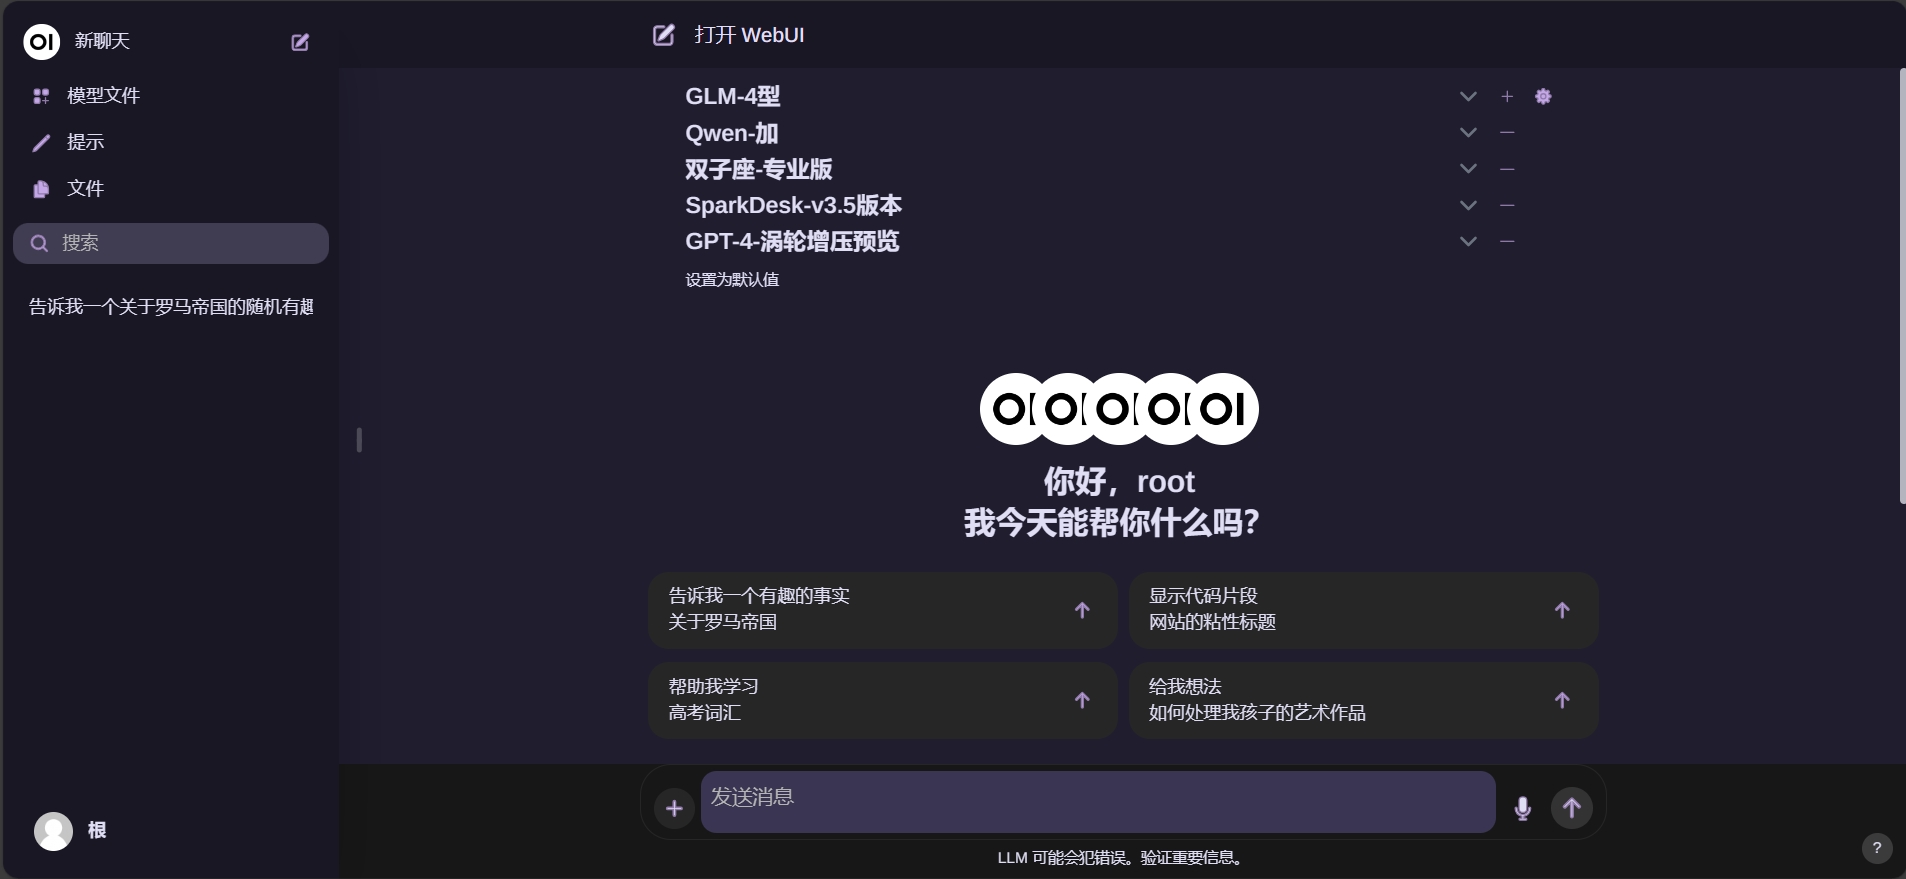 OI 新聊天
模型文件
提示
文件
搜索
告诉我一个关于罗马帝国的随机有趣
根
打开 WebUI
GLM-4型
Qwen-加
双子座-专业版
SparkDesk-v3.5版本
GPT-4-涡轮增压预览
设置为默认值
OI OI OI OI OI
你好，root
我今天能帮你什么吗？
告诉我一个有趣的事实
关于罗马帝国
显示代码片段
网站的粘性标题
帮助我学习
高考词汇
给我想法
如何处理我孩子的艺术作品
发送消息
LLM 可能会犯错误。验证重要信息。
?